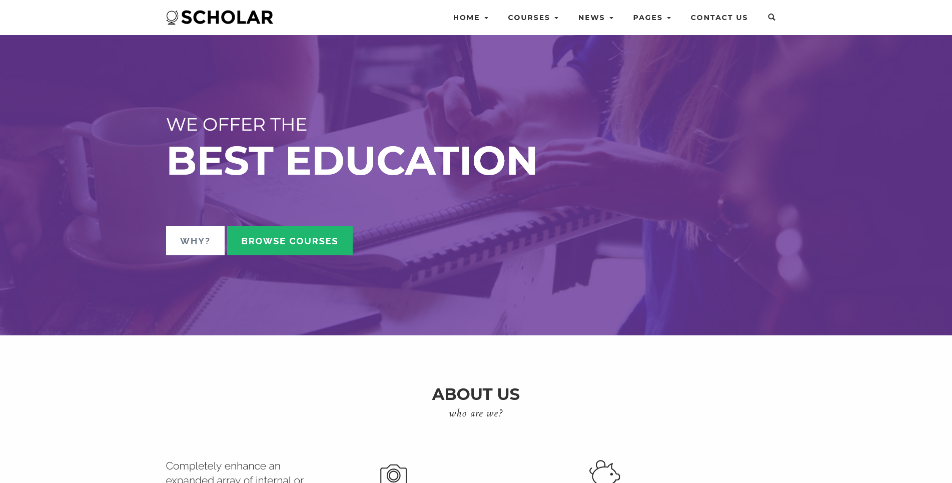 SCHOLAR
HOME COURSES NEWS PAGES CONTACT US
WE OFFER THE
BEST EDUCATION
WHY? BROWSE COURSES
ABOUT US
who are we?
Completely enhance an
expanded array of internal or